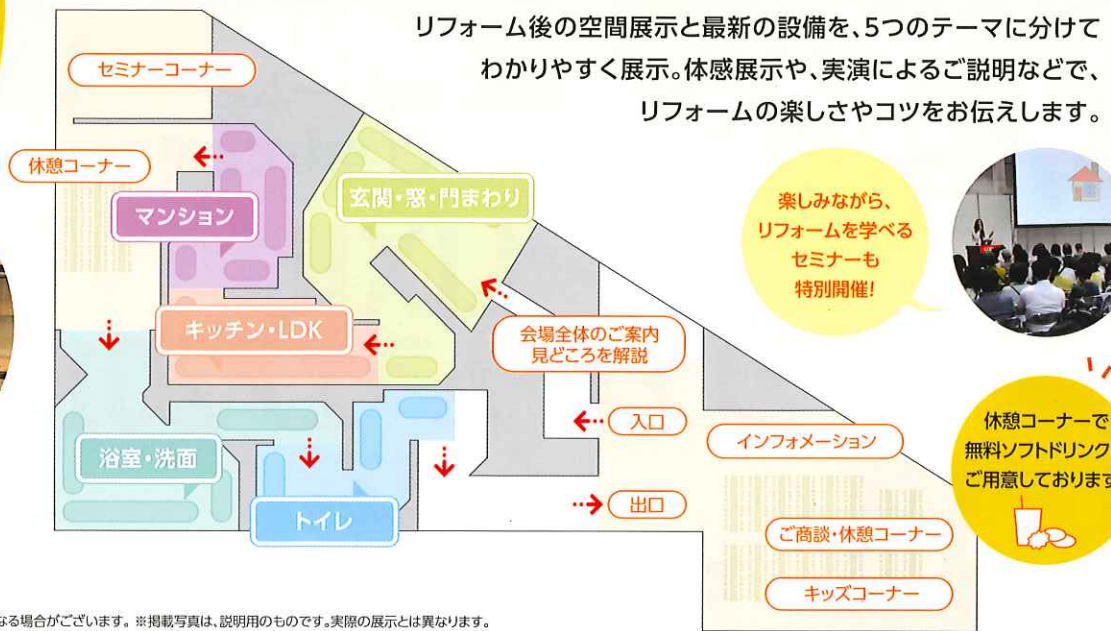 リフォーム後の空間展示と最新の設備を、5つのテーマに分けて
わかりやすく展示。体感展示や、実演によるご説明などで、
リフォームの楽しさやコツをお伝えします。
セミナーコーナー
休憩コーナー
マンション
玄関・窓・門まわり
キッチン・LDK
会場全体のご案内
見どころを解説
入口
出口
浴室・洗面
トイレ
インフォメーション
ご商談・休憩コーナー
キッズコーナー
楽しみながら、
リフォームを学べる
セミナーも
特別開催!
休憩コーナーで
無料ソフトドリンク
ご用意しております
なる場合がございます。※掲載写真は、説明用のものです。実際の展示とは異なります。